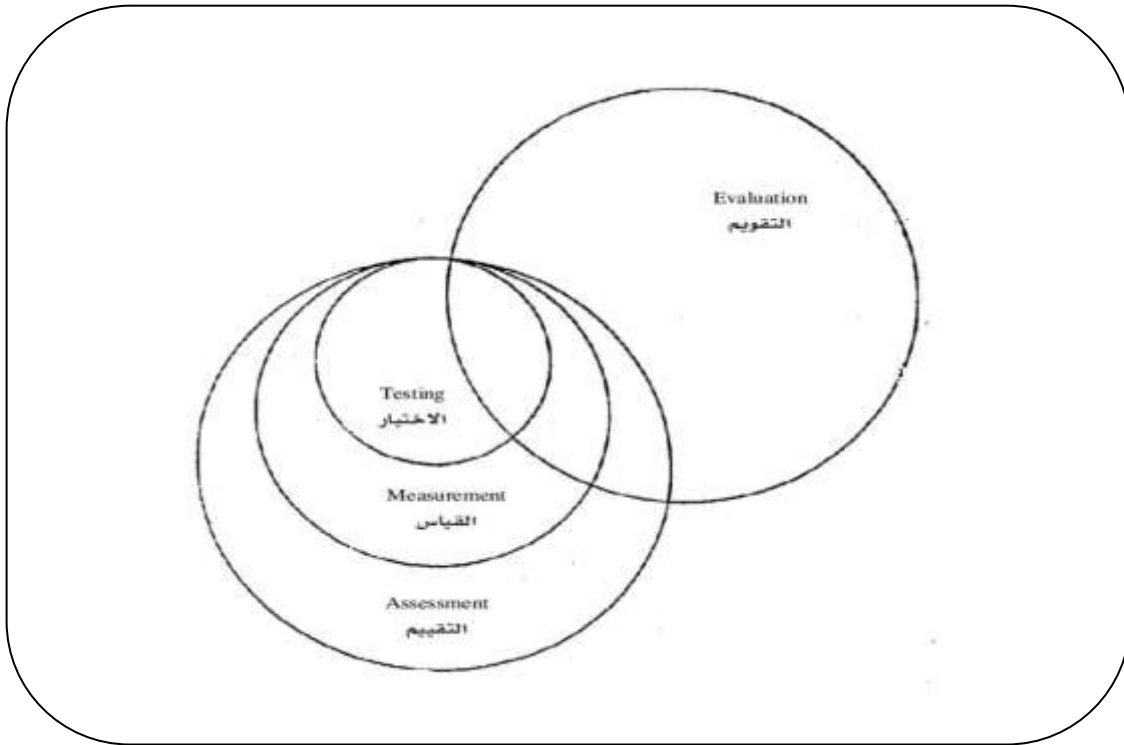 Evaluation
التقويم
Testing
الاختبار
Measurement
القياس
Assessment
التقييم